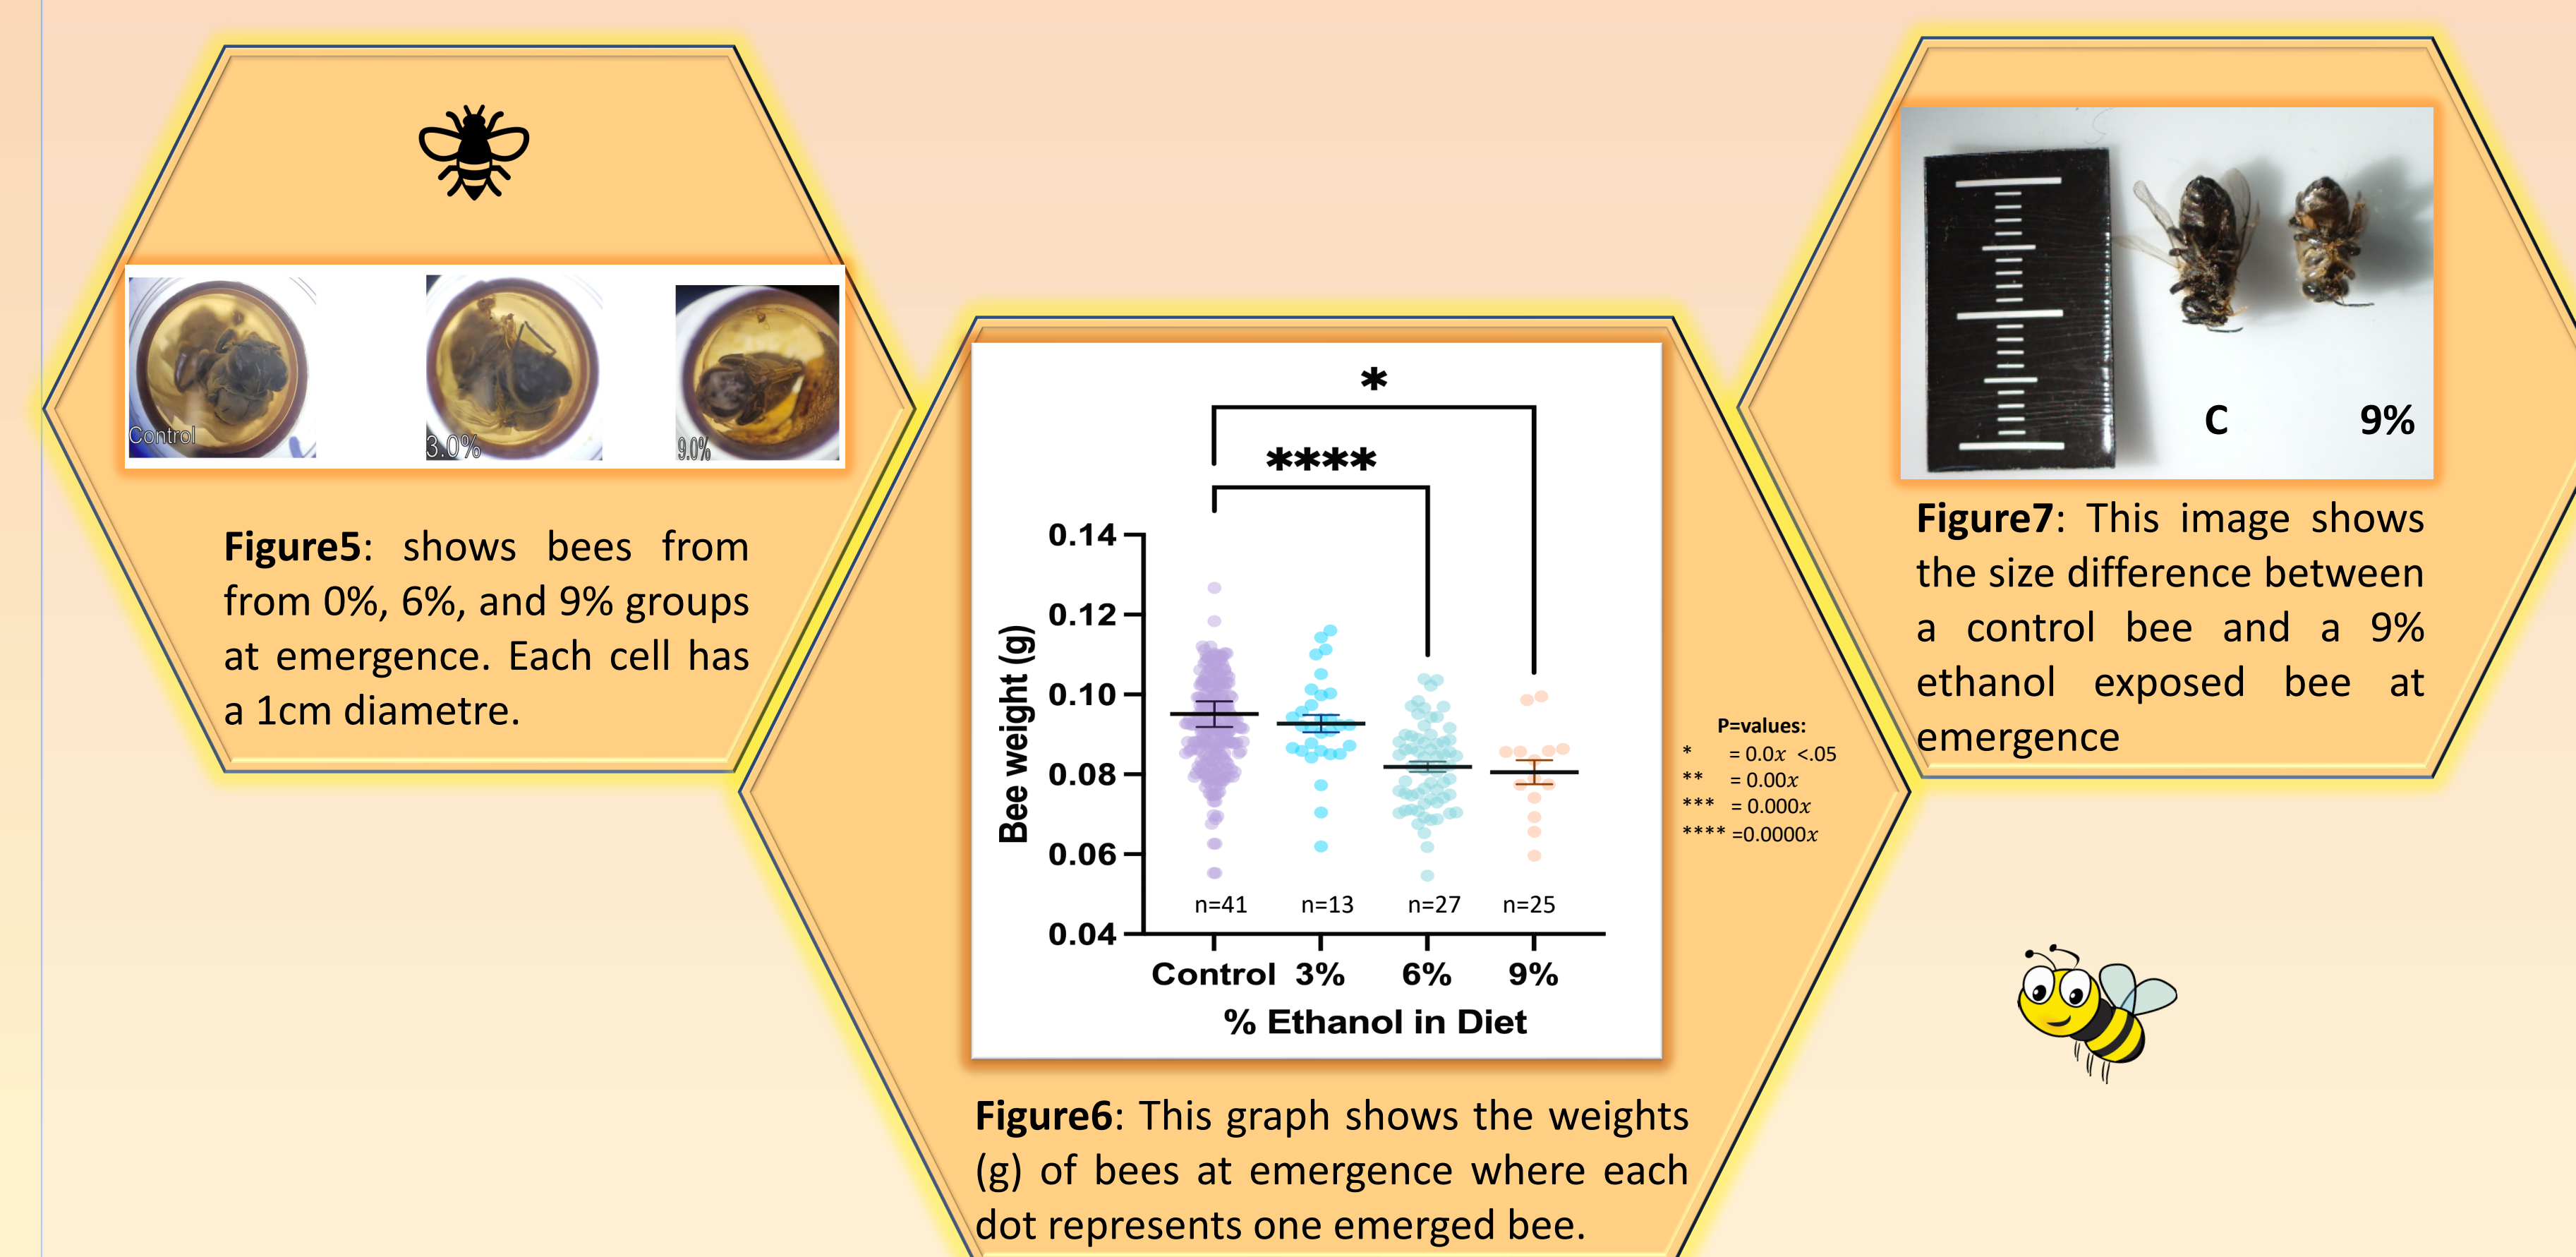 Control
3.0%
9.0%
Figure5: shows bees from
from 0%, 6%, and 9% groups
at emergence. Each cell has
a 1cm diametre.
*
****
0.14
0.12
0.10
0.08
0.06
0.04
Bee weight (g)
n=41 n=13 n=27 n=25
Control 3% 6% 9%
% Ethanol in Diet
P=values:
* = 0.0x <.05
** = 0.00x
*** = 0.000x
**** =0.0000x
Figure6: This graph shows the weights
(g) of bees at emergence where each
dot represents one emerged bee.
C 9%
Figure7: This image shows
the size difference between
a control bee and a 9%
ethanol exposed bee at
emergence